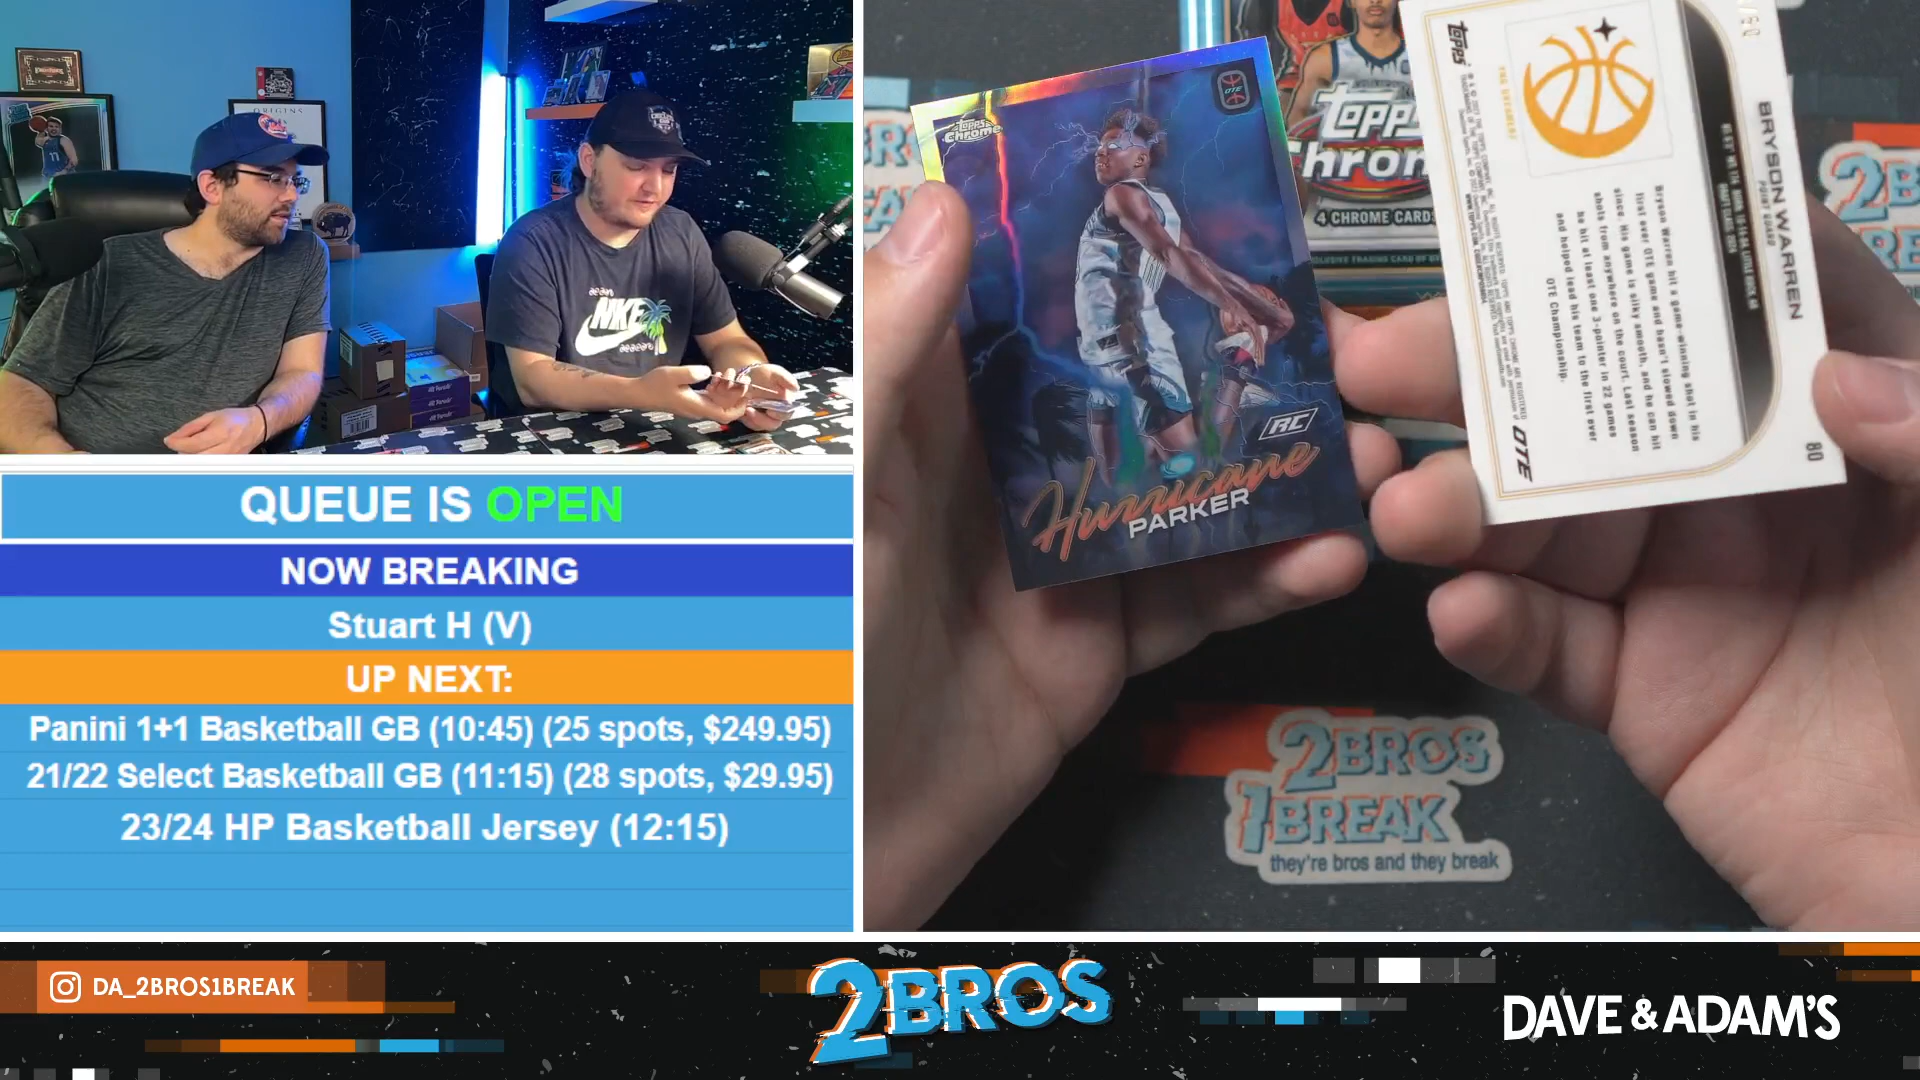 ORIGINS
NIKE
QUEUE IS OPEN
NOW BREAKING
Stuart H (V)
UP NEXT:
Panini 1+1 Basketball GB (10:45) (25 spots, $249.95)
21/22 Select Basketball GB (11:15) (28 spots, $29.95)
23/24 HP Basketball Jersey (12:15)
Topps
Chrome
OTE
RC
Hurricane
PARKER
Topps
4 CHROME CARDS
topps
BRYSON WARREN
POINT GUARD
80
Bryson Warren hit a game-winning shot in his
first ever OTE game and hasn't slowed down
since. His game is silky smooth, and he can hit
shots from anywhere on the court. Last season
he hit at least one 3-pointer in 22 games
and helped lead his team to the first ever
OTE Championship.
OTE
2BROS
1BREAK
they're bros and they break
DA_2BROS1BREAK
2BROS
DAVE & ADAM'S